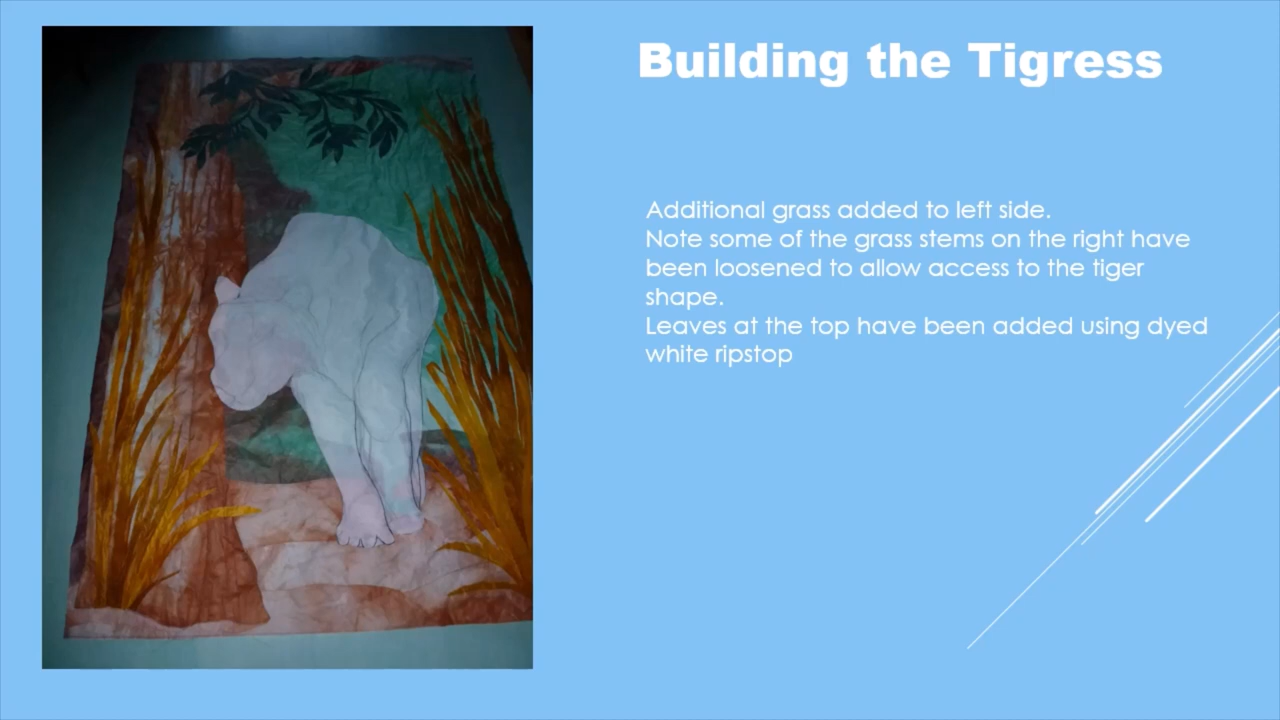 Building the Tigress
Additional grass added to left side.
Note some of the grass stems on the right have
been loosened to allow access to the tiger
shape.
Leaves at the top have been added using dyed
white ripstop